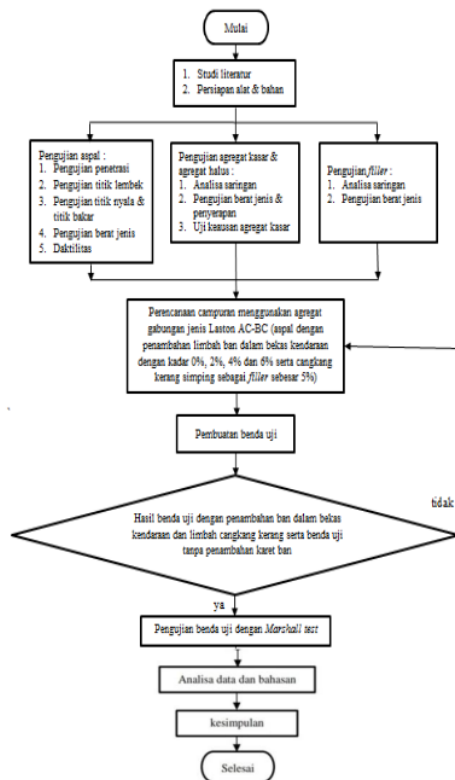 Mulai
1. Studi literatur
2. Persiapan alat & bahan
Pengujian aspal :
1. Pengujian penetrasi
2. Pengujian titik lembek
3. Pengujian titik nyala &
titik bakar
4. Pengujian berat jenis
5. Daktilitas
Pengujian agregat kasar &
agregat halus :
1. Analisa saringan
2. Pengujian berat jenis &
penyerapan
3. Uji keausan agregat kasar
Pengujian filler :
1. Analisa saringan
2. Pengujian berat jenis
Perencanaan campuran menggunakan agregat
gabungan jenis Laston AC-BC (aspal dengan
penambahan limbah ban dalam bekas kendaraan
dengan kadar 0%, 2%, 4% dan 6% serta cangkang
kerang simping sebagai filler sebesar 5%)
Pembuatan benda uji
tidak
Hasil benda uji dengan penambahan ban dalam bekas
kendaraan dan limbah cangkang kerang serta benda uji
tanpa penambahan karet ban
ya
Pengujian benda uji dengan Marshall test
Analisa data dan bahasan
kesimpulan
Selesai